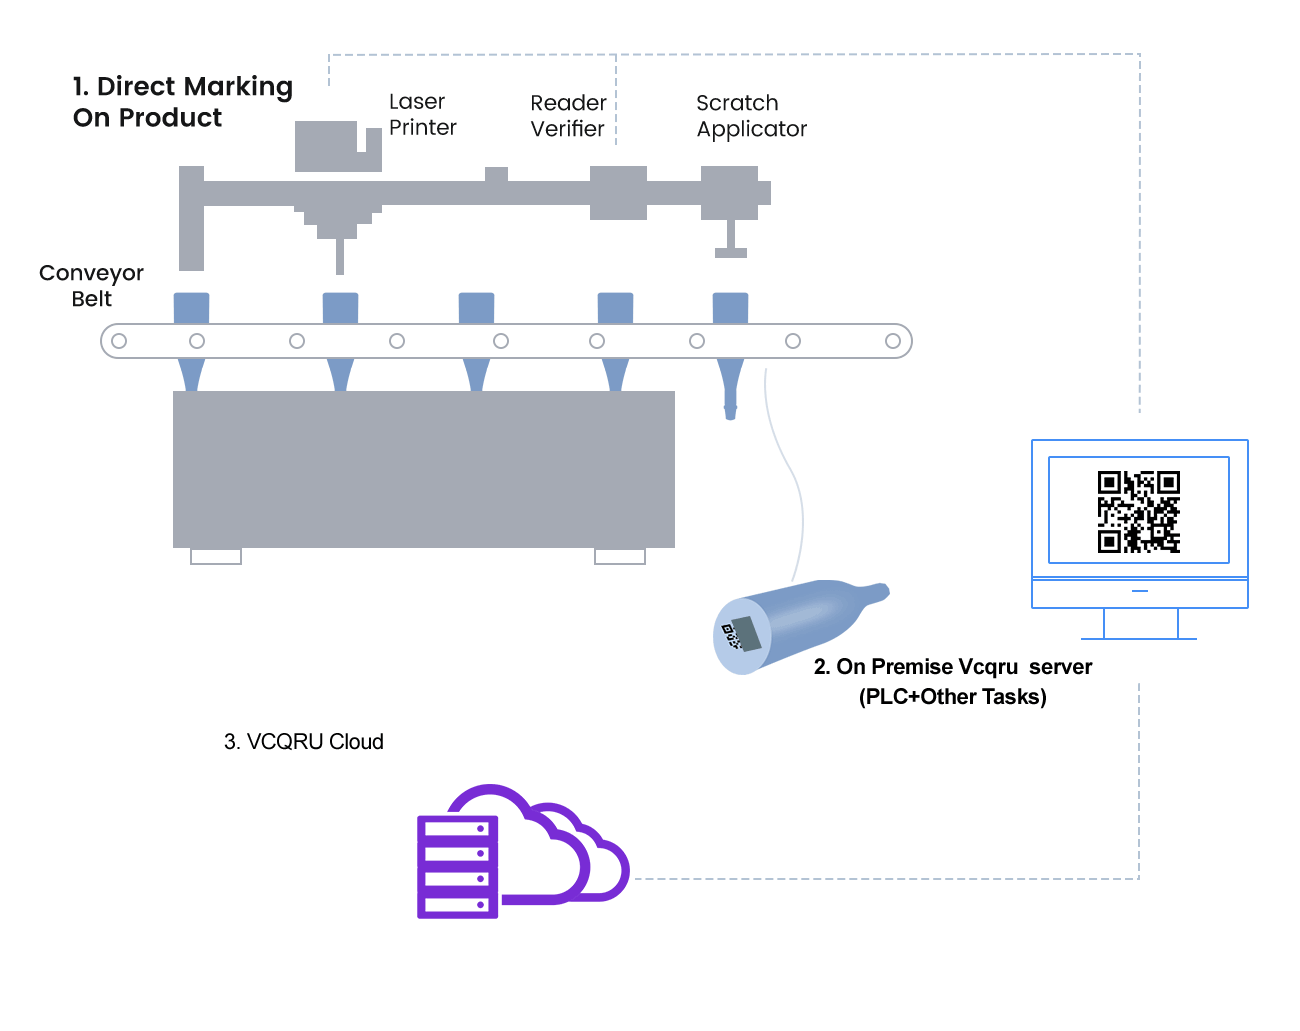 1. Direct Marking
On Product
Laser
Printer
Reader
Verifier
Scratch
Applicator
Conveyor
Belt
2. On Premise Vcqru server
(PLC+Other Tasks)
3. VCQRU Cloud